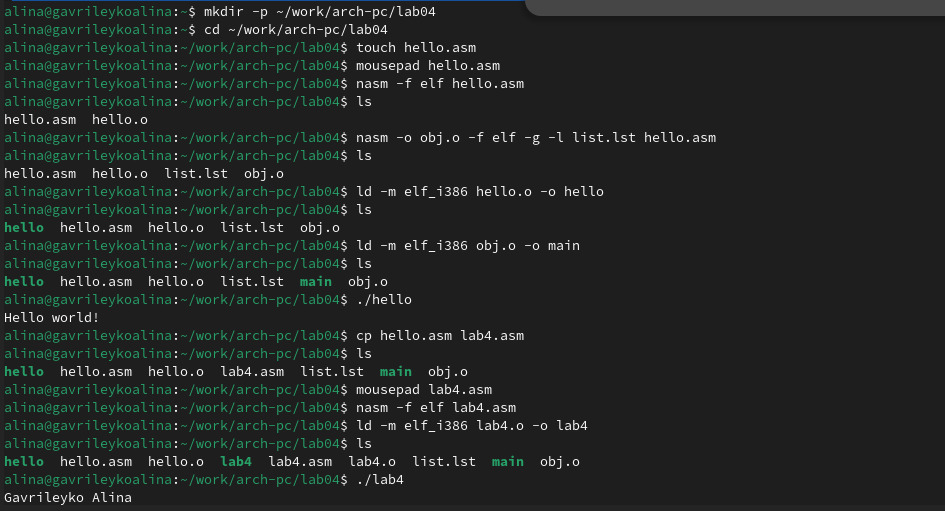 alina@gavrileykoalina:~$ mkdir -p ~/work/arch-pc/lab04
alina@gavrileykoalina:~$ cd ~/work/arch-pc/lab04
alina@gavrileykoalina:~/work/arch-pc/lab04$ touch hello.asm
alina@gavrileykoalina:~/work/arch-pc/lab04$ mousepad hello.asm
alina@gavrileykoalina:~/work/arch-pc/lab04$ nasm -f elf hello.asm
alina@gavrileykoalina:~/work/arch-pc/lab04$ ls
hello.asm  hello.o
alina@gavrileykoalina:~/work/arch-pc/lab04$ nasm -o obj.o -f elf -g -l list.lst hello.asm
alina@gavrileykoalina:~/work/arch-pc/lab04$ ls
hello.asm  hello.o  list.lst  obj.o
alina@gavrileykoalina:~/work/arch-pc/lab04$ ld -m elf_i386 hello.o -o hello
alina@gavrileykoalina:~/work/arch-pc/lab04$ ls
hello  hello.asm  hello.o  list.lst  obj.o
alina@gavrileykoalina:~/work/arch-pc/lab04$ ld -m elf_i386 obj.o -o main
alina@gavrileykoalina:~/work/arch-pc/lab04$ ls
hello  hello.asm  hello.o  list.lst  main  obj.o
alina@gavrileykoalina:~/work/arch-pc/lab04$ ./hello
Hello world!
alina@gavrileykoalina:~/work/arch-pc/lab04$ cp hello.asm lab4.asm
alina@gavrileykoalina:~/work/arch-pc/lab04$ ls
hello  hello.asm  hello.o  lab4.asm  list.lst  main  obj.o
alina@gavrileykoalina:~/work/arch-pc/lab04$ mousepad lab4.asm
alina@gavrileykoalina:~/work/arch-pc/lab04$ nasm -f elf lab4.asm
alina@gavrileykoalina:~/work/arch-pc/lab04$ ld -m elf_i386 lab4.o -o lab4
alina@gavrileykoalina:~/work/arch-pc/lab04$ ls
hello  hello.asm  hello.o  lab4  lab4.asm  lab4.o  list.lst  main  obj.o
alina@gavrileykoalina:~/work/arch-pc/lab04$ ./lab4
Gavrileyko Alina